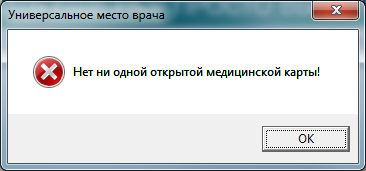 Универсальное место врача
Нет ни одной открытой медицинской карты!
OK